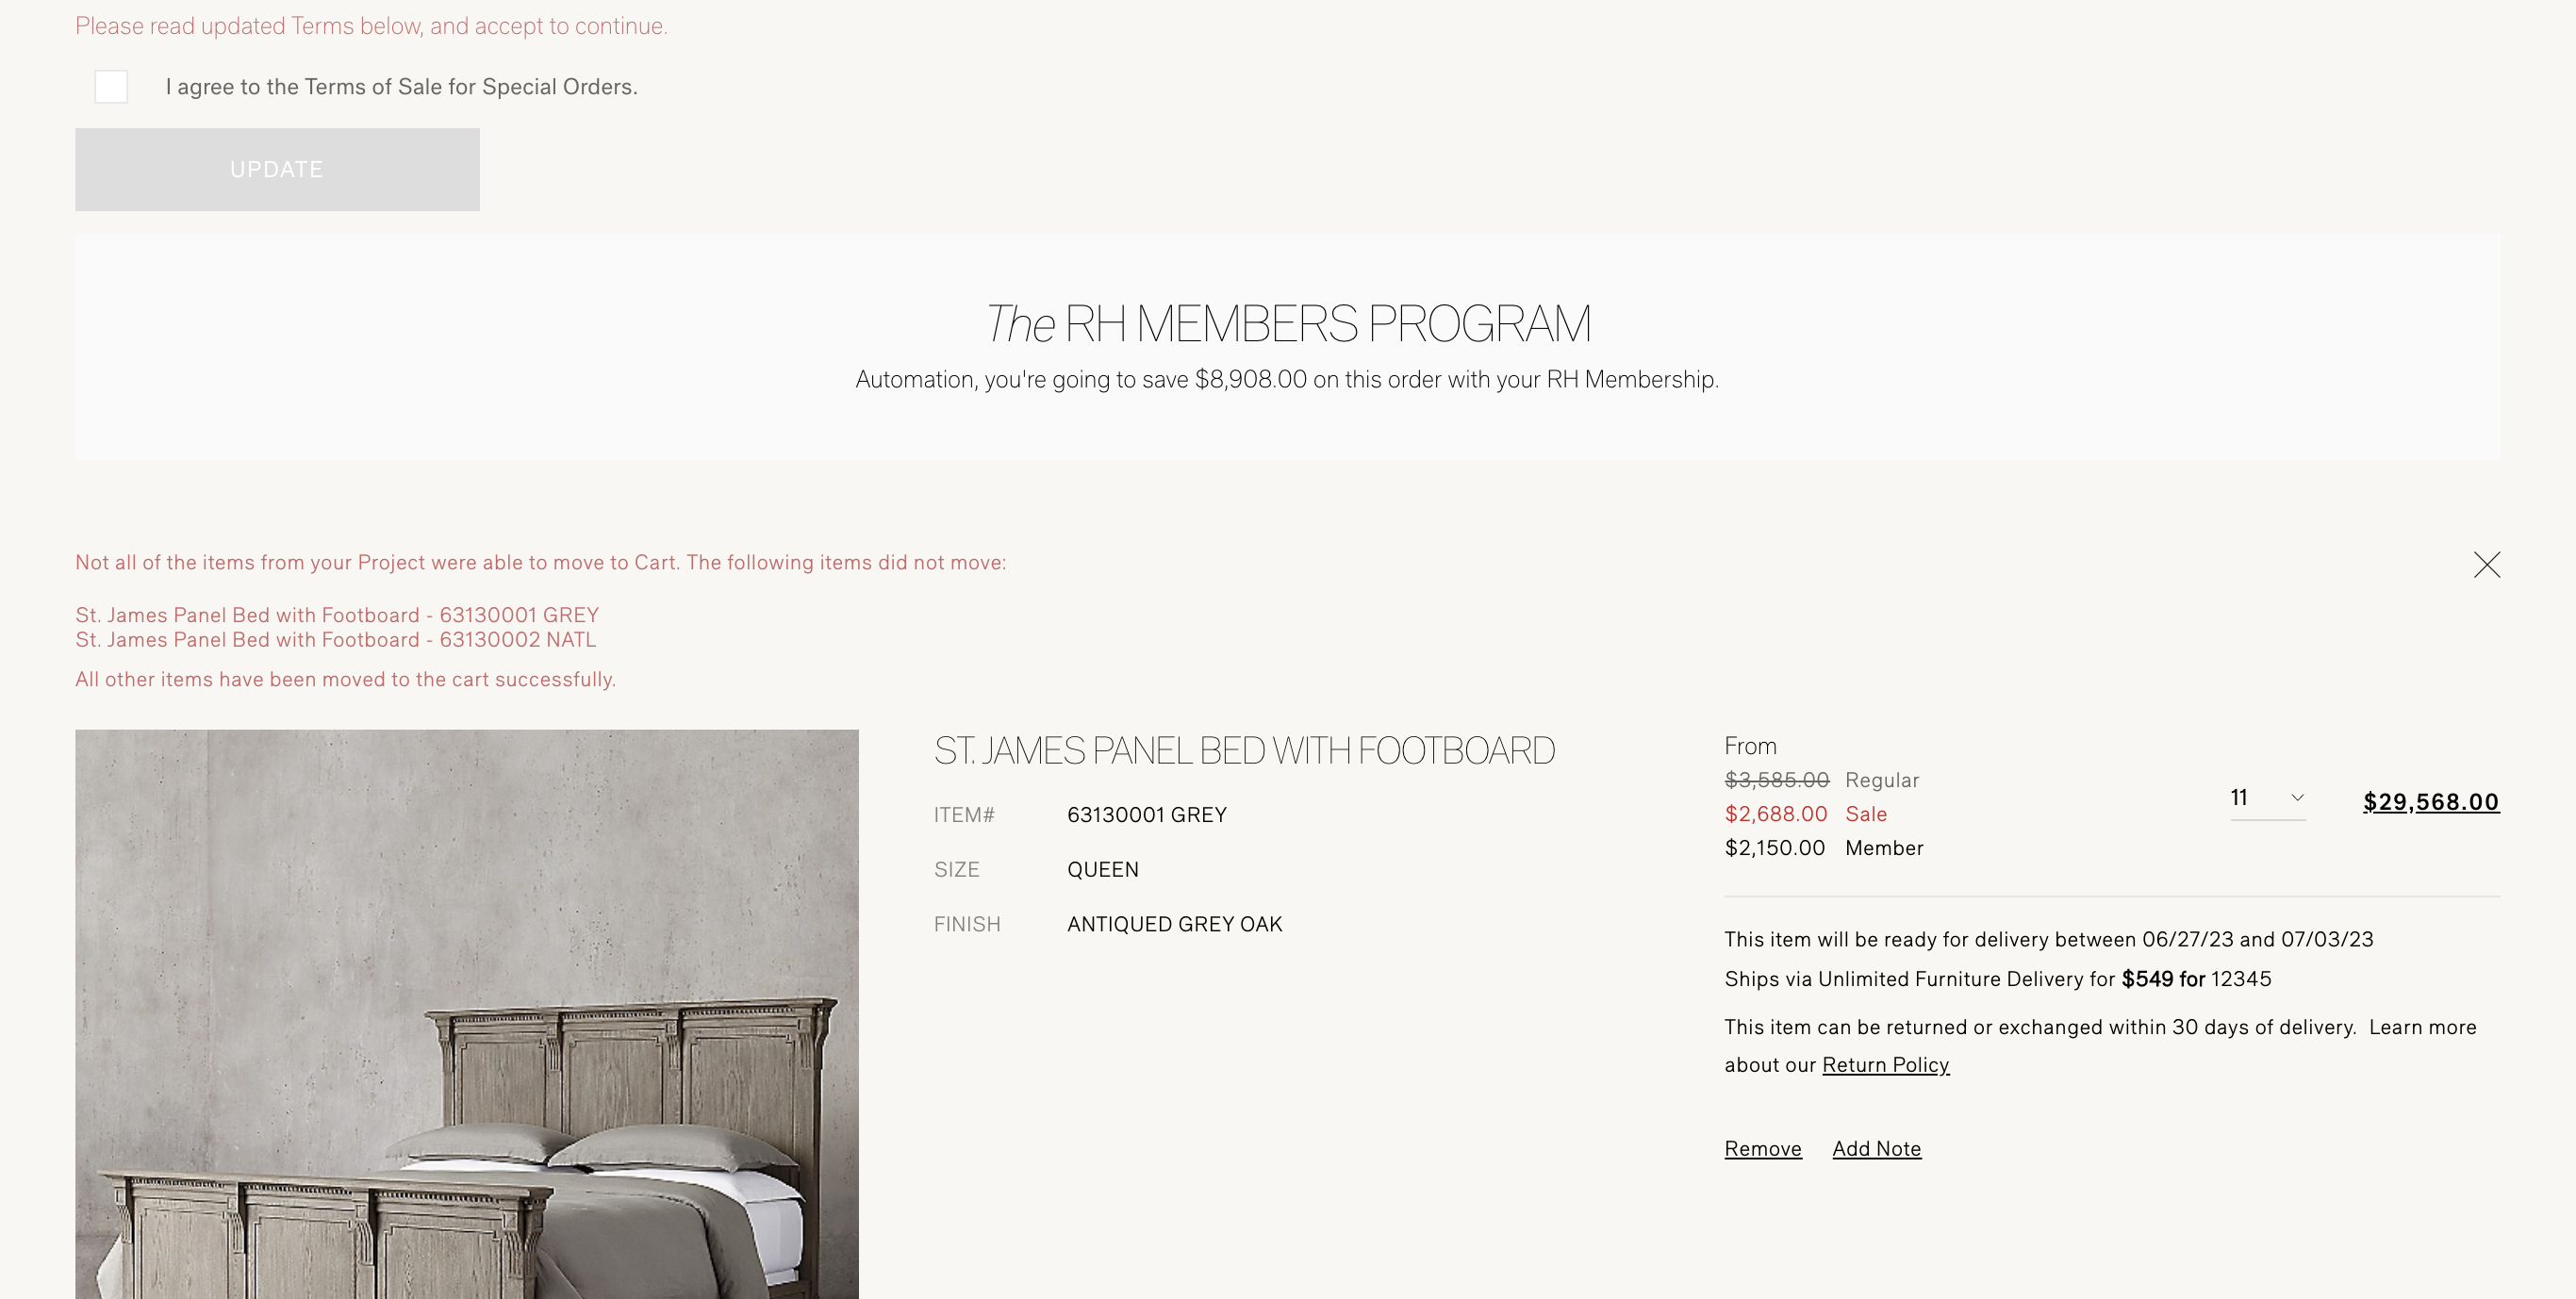 Please read updated Terms below, and accept to continue.
I agree to the Terms of Sale for Special Orders.
UPDATE
The RH MEMBERS PROGRAM
Automation, you're going to save $8,908.00 on this order with your RH Membership.
Not all of the items from your Project were able to move to Cart. The following items did not move:
St. James Panel Bed with Footboard - 63130001 GREY
St. James Panel Bed with Footboard - 63130002 NATL
All other items have been moved to the cart successfully.
ST. JAMES PANEL BED WITH FOOTBOARD
ITEM# 63130001 GREY
SIZE QUEEN
FINISH ANTIQUED GREY OAK
From
$3,585.00 Regular
$2,688.00 Sale
$2,150.00 Member
11 $29,568.00
This item will be ready for delivery between 06/27/23 and 07/03/23
Ships via Unlimited Furniture Delivery for $549 for 12345
This item can be returned or exchanged within 30 days of delivery. Learn more
about our Return Policy
Remove Add Note